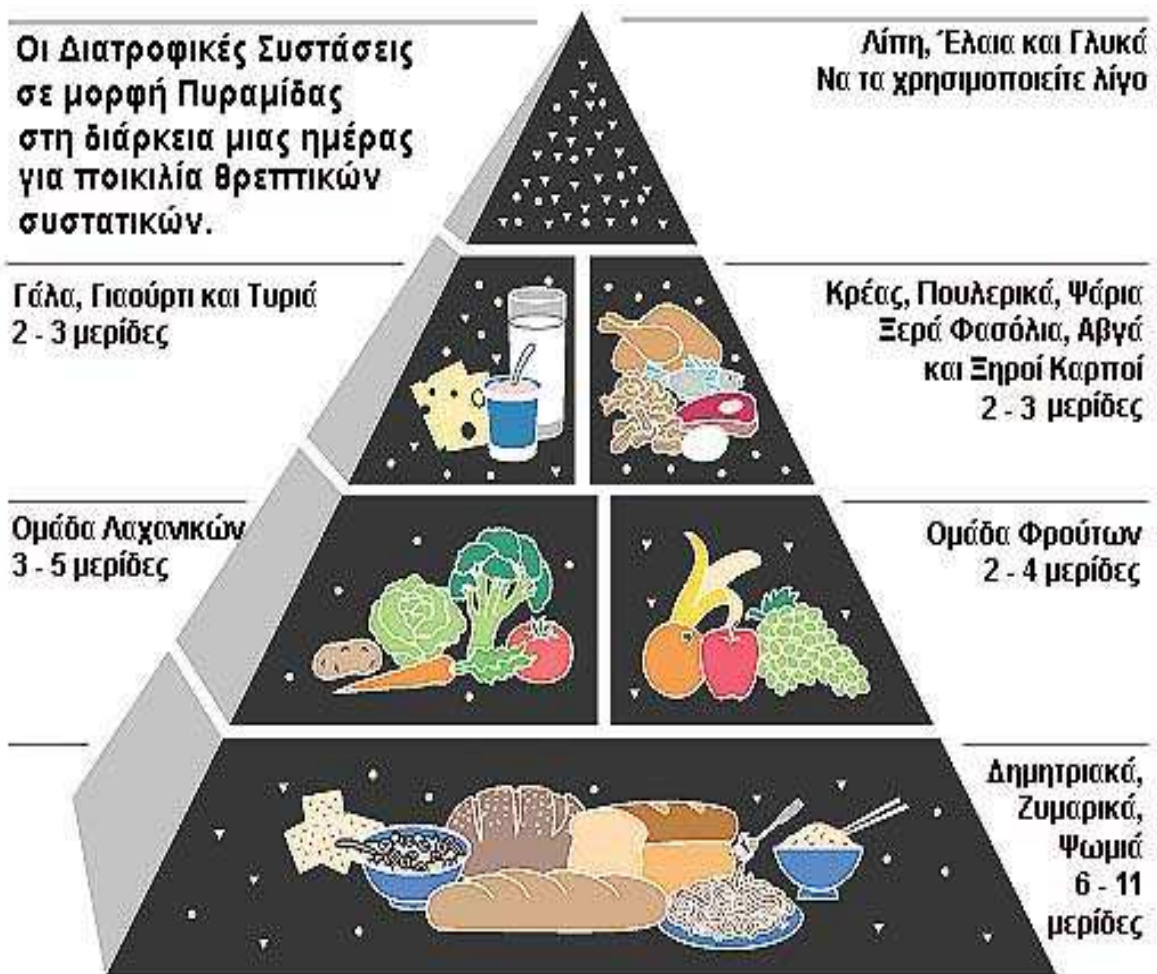 Οι Διατροφικές Συστάσεις
σε μορφή Πυραμίδας
στη διάρκεια μιας ημέρας
για ποικιλία θρεπτικών
συστατικών.
Λίπη, Έλαια και Γλυκά
Να τα χρησιμοποιείτε λίγο
Γάλα, Γιαούρτι και Τυριά
2 - 3 μερίδες
Κρέας, Πουλερικά, Ψάρια
Ξερά Φασόλια, Αβγά
και Ξηροί Καρποί
2 - 3 μερίδες
Ομάδα Λαχανικών
3 - 5 μερίδες
Ομάδα Φρούτων
2 - 4 μερίδες
Δημητριακά,
Ζυμαρικά,
Ψωμιά
6 - 11
μερίδες